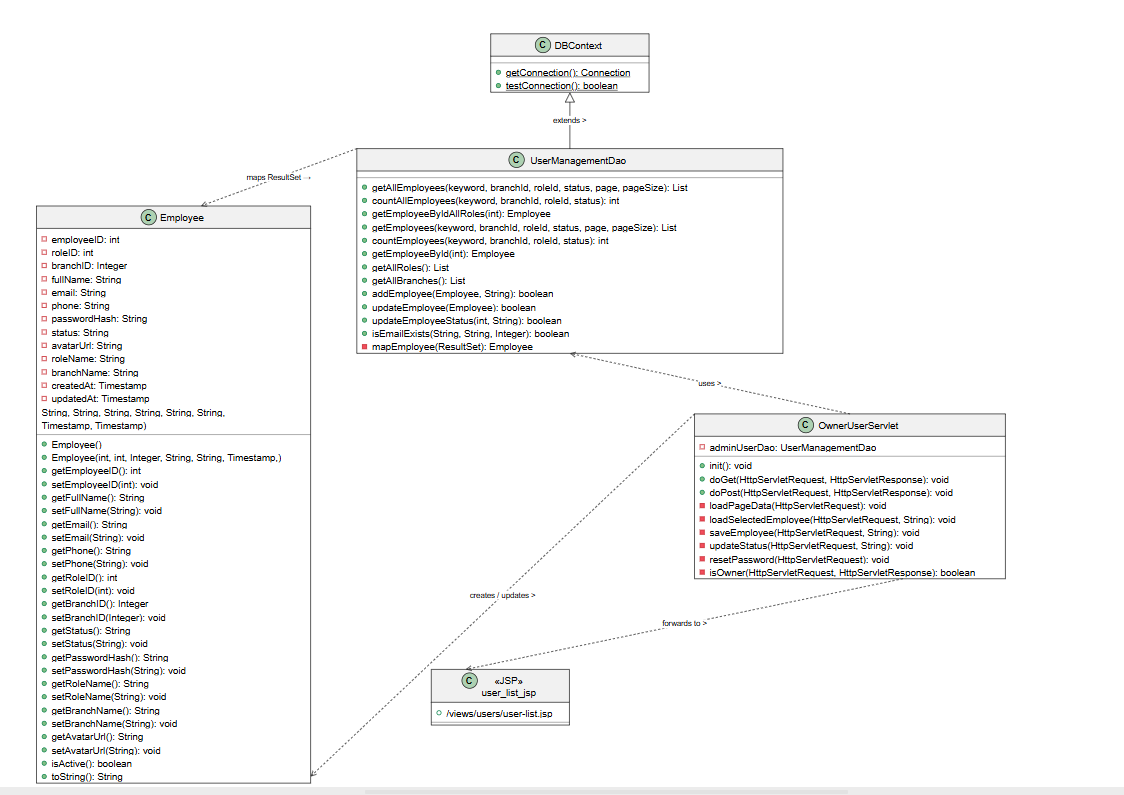 C DBContext
getConnection(): Connection
testConnection(): boolean
extends >
C UserManagementDao
getAllEmployees(keyword, branchId, roleId, status, page, pageSize): List
countAllEmployees(keyword, branchId, roleId, status): int
getEmployeeByIdAllRoles(int): Employee
getEmployees(keyword, branchId, roleId, status, page, pageSize): List
countEmployees(keyword, branchId, roleId, status): int
getEmployeeById(int): Employee
getAllRoles(): List
getAllBranches(): List
addEmployee(Employee, String): boolean
updateEmployee(Employee): boolean
updateEmployeeStatus(int, String): boolean
isEmailExists(String, String, Integer): boolean
mapEmployee(ResultSet): Employee
maps ResultSet →
C Employee
employeeID: int
roleID: int
branchID: Integer
fullName: String
email: String
phone: String
passwordHash: String
status: String
avatarUrl: String
roleName: String
branchName: String
createdAt: Timestamp
updatedAt: Timestamp
String, String, String, String, String, String,
Timestamp, Timestamp)
Employee()
Employee(int, int, Integer, String, String, Timestamp,)
getEmployeeID(): int
setEmployeeID(int): void
getFullName(): String
setFullName(String): void
getEmail(): String
setEmail(String): void
getPhone(): String
setPhone(String): void
getRoleID(): int
setRoleID(int): void
getBranchID(): Integer
setBranchID(Integer): void
getStatus(): String
setStatus(String): void
getPasswordHash(): String
setPasswordHash(String): void
getRoleName(): String
setRoleName(String): void
getBranchName(): String
setBranchName(String): void
getAvatarUrl(): String
setAvatarUrl(String): void
isActive(): boolean
toString(): String
uses >
C OwnerUserServlet
adminUserDao: UserManagementDao
init(): void
doGet(HttpServletRequest, HttpServletResponse): void
doPost(HttpServletRequest, HttpServletResponse): void
loadPageData(HttpServletRequest): void
loadSelectedEmployee(HttpServletRequest, String): void
saveEmployee(HttpServletRequest, String): void
updateStatus(HttpServletRequest, String): void
resetPassword(HttpServletRequest): void
isOwner(HttpServletRequest, HttpServletResponse): boolean
creates / updates >
forwards to >
C «JSP»
user_list_jsp
/views/users/user-list.jsp